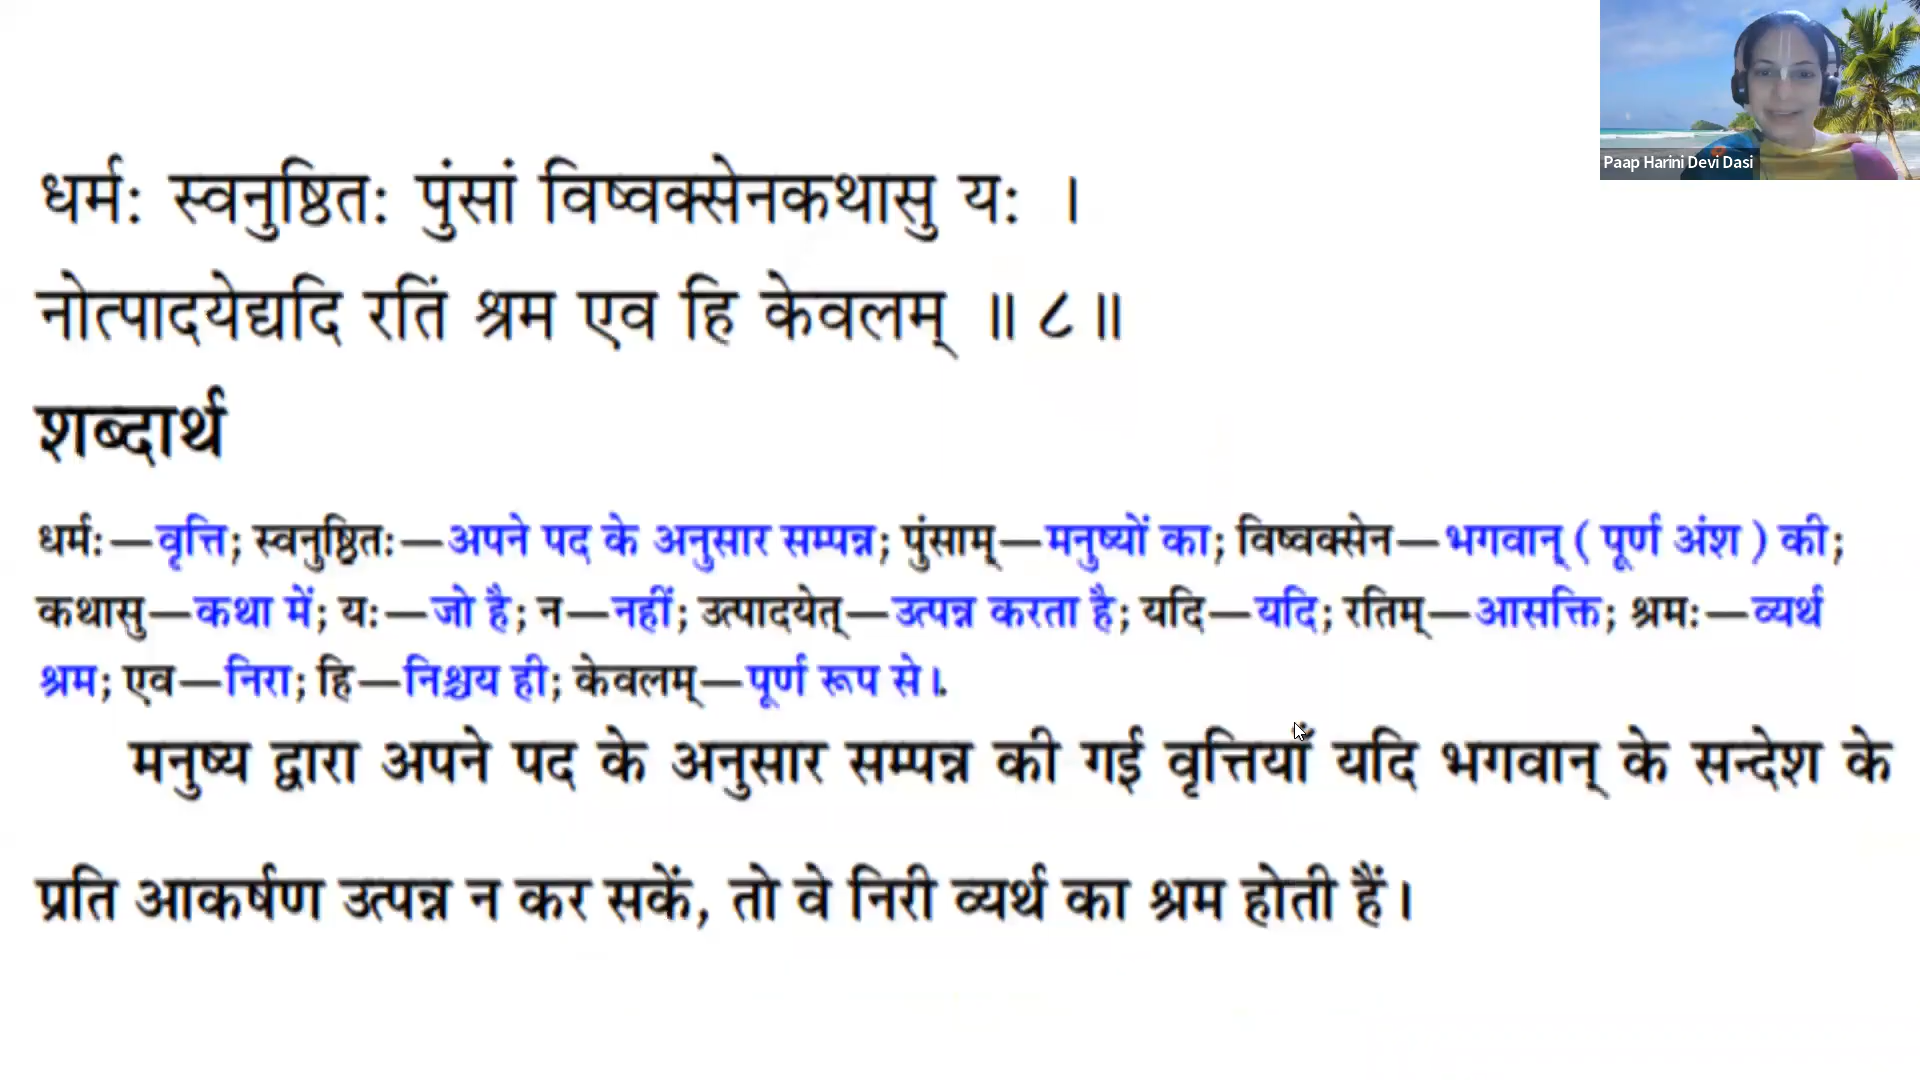 धर्म: स्वनुष्ठित: पुंसां विष्वक्सेनकथासु य: ।
नोत्पादयेद्यदि रतिं श्रम एव हि केवलम् ॥ ८ ॥
शब्दार्थ
धर्म:—वृत्ति; स्वनुष्ठित:—अपने पद के अनुसार सम्पन्न; पुंसाम्—मनुष्यों का; विष्वक्सेन—भगवान् ( पूर्ण अंश ) की;
कथासु—कथा में; य:—जो है; न—नहीं; उत्पादयेत्—उत्पन्न करता है; यदि—यदि; रतिम्—आसक्ति; श्रम:—व्यर्थ
श्रम; एव—निरा; हि—निश्चय ही; केवलम्—पूर्ण रूप से।
मनुष्य द्वारा अपने पद के अनुसार सम्पन्न की गई वृत्तियाँ यदि भगवान् के सन्देश के
प्रति आकर्षण उत्पन्न न कर सकें, तो वे निरी व्यर्थ का श्रम होती हैं।
Paap Harini Devi Dasi